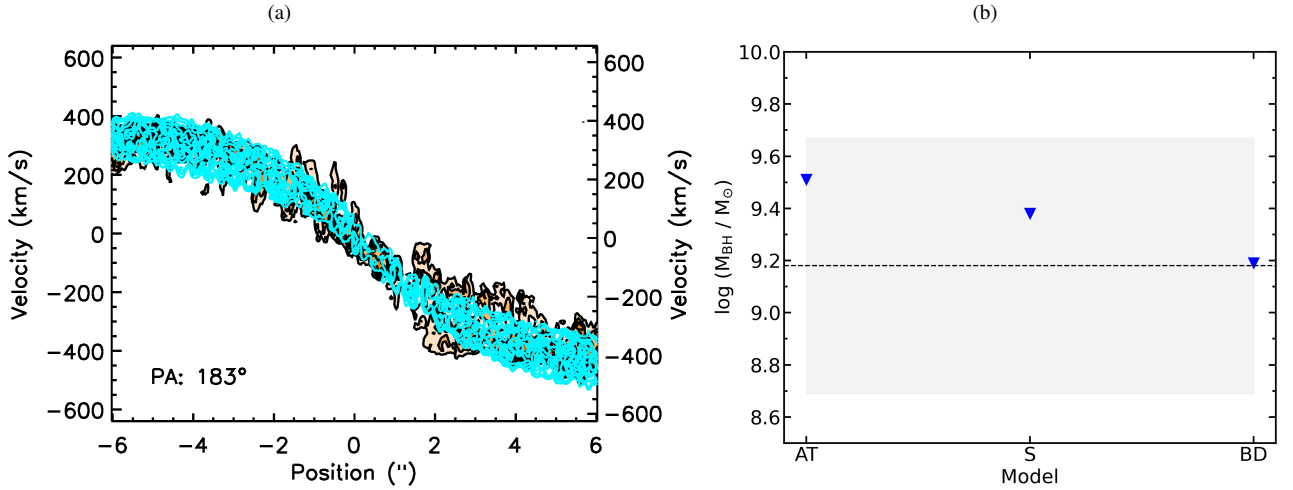 (a)
(b)
600
400
200
0
−200
−400
−600
Velocity (km/s)
PA: 183°
−6
−4
−2
0
2
4
6
Position (")
600
400
200
0
−200
−400
−600
Velocity (km/s)
10.0
9.8
9.6
9.4
9.2
9.0
8.8
8.6
log (M_BH / M_⊙)
AT
S
BD
Model